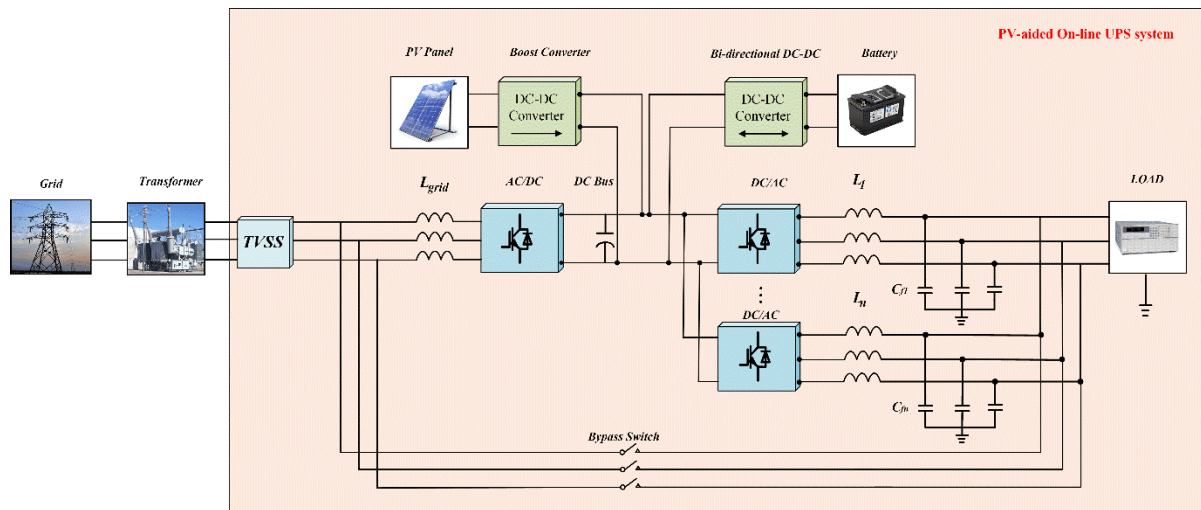 PV-aided On-line UPS system
PV Panel
Boost Converter
Bi-directional DC-DC
Battery
DC-DC
Converter
DC-DC
Converter
Grid
Transformer
Lgrid
AC/DC
DC Bus
DC/AC
L1
LOAD
TVSS
Cf1
Ln
DC/AC
Cfn
Bypass Switch